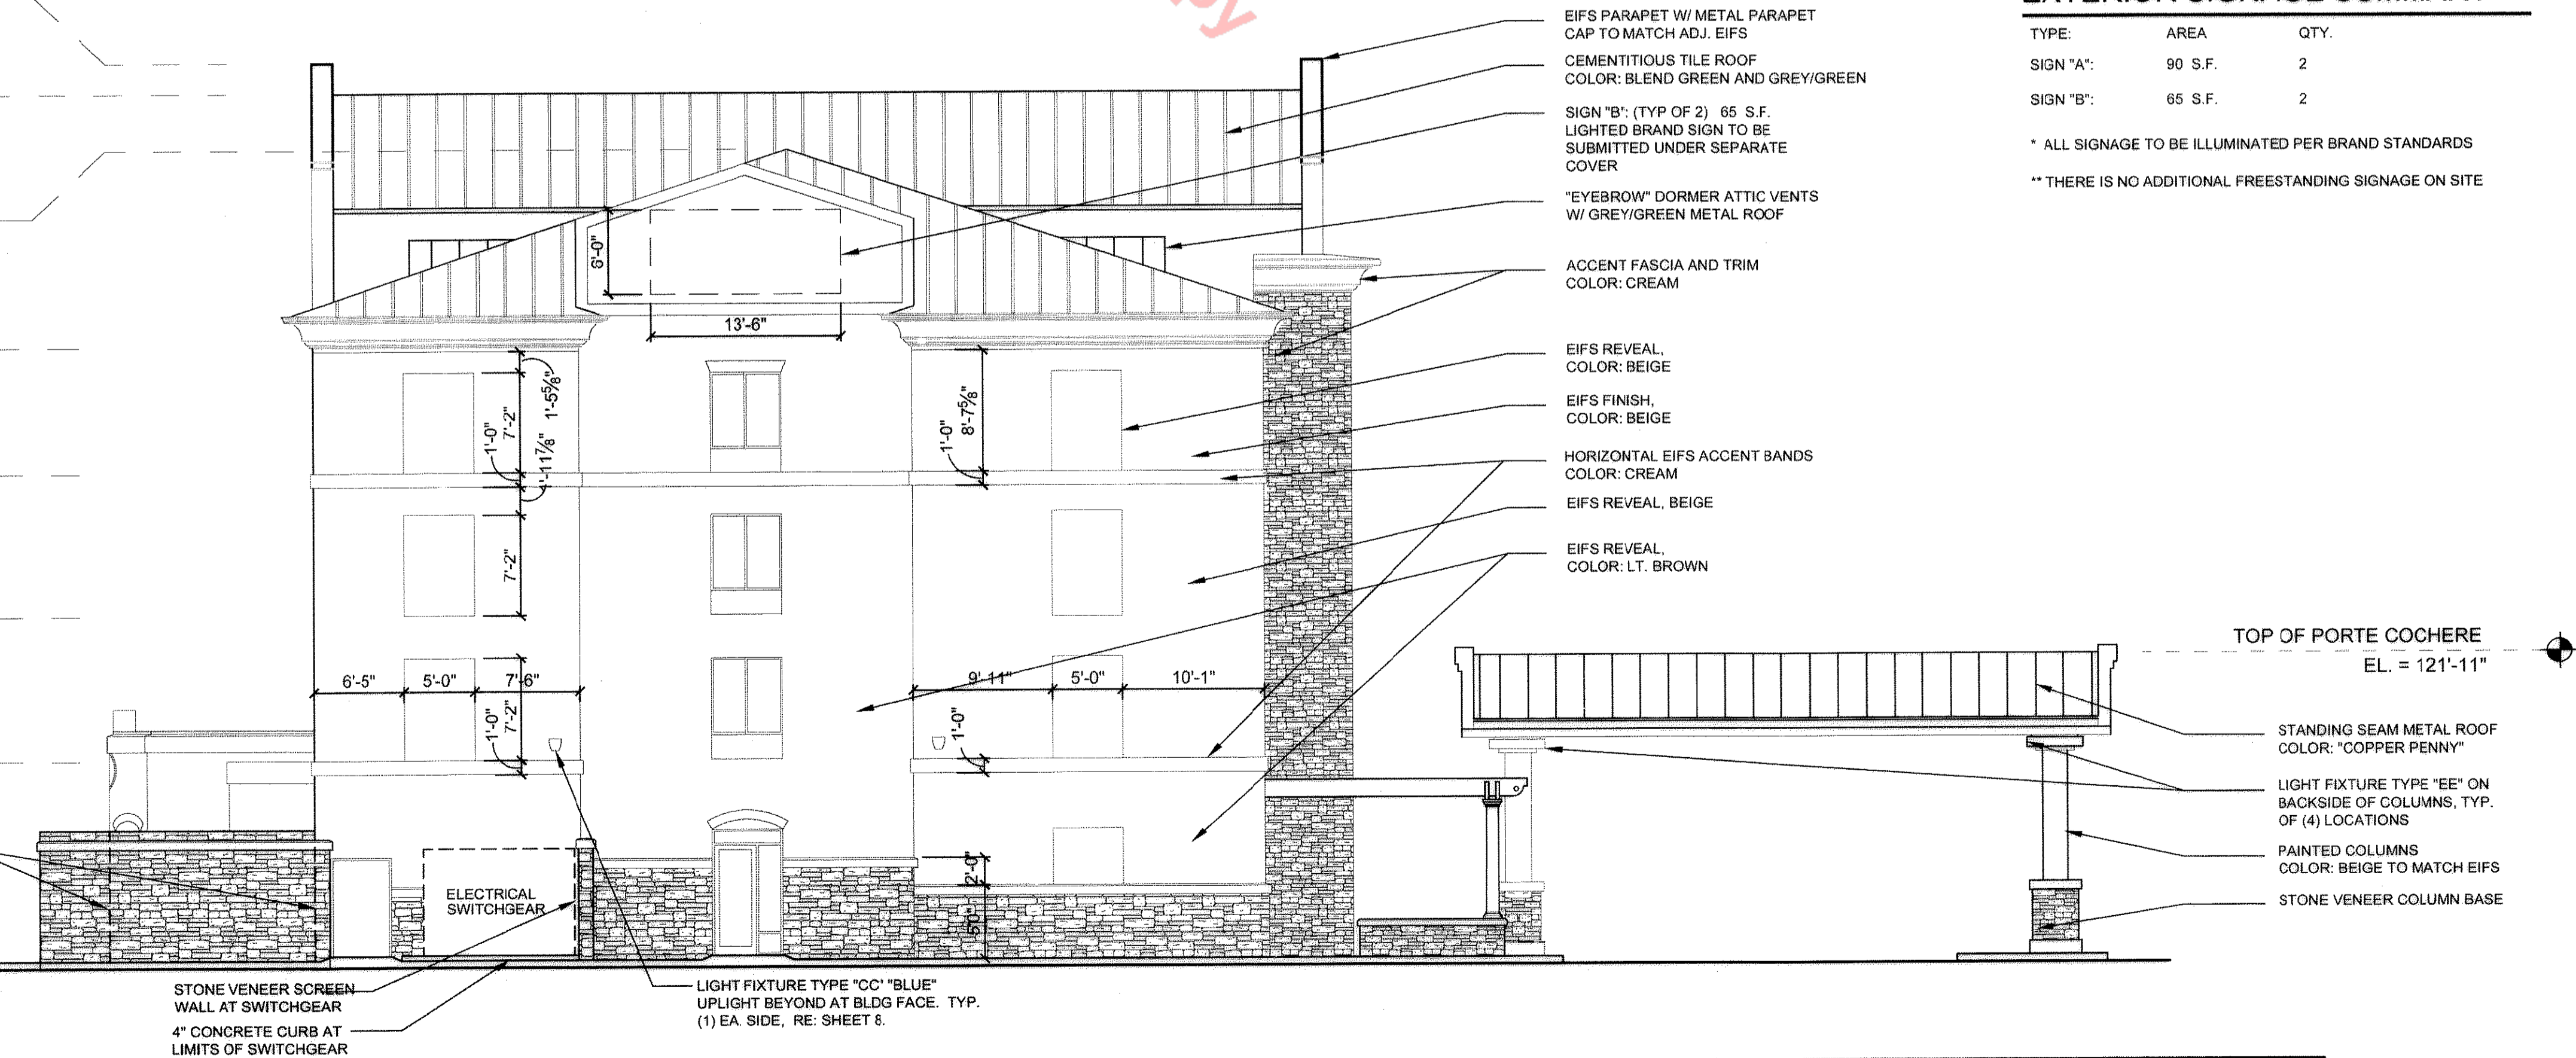 EIFS PARAPET W/ METAL PARAPET
CAP TO MATCH ADJ. EIFS
CEMENTITIOUS TILE ROOF
COLOR: BLEND GREEN AND GREY/GREEN
SIGN "B": (TYP OF 2) 65 S.F.
LIGHTED BRAND SIGN TO BE
SUBMITTED UNDER SEPARATE
COVER
"EYEBROW" DORMER ATTIC VENTS
W/ GREY/GREEN METAL ROOF
ACCENT FASCIA AND TRIM
COLOR: CREAM
EIFS REVEAL,
COLOR: BEIGE
EIFS FINISH,
COLOR: BEIGE
HORIZONTAL EIFS ACCENT BANDS
COLOR: CREAM
EIFS REVEAL, BEIGE
EIFS REVEAL,
COLOR: LT. BROWN
TYPE: AREA QTY.
SIGN "A": 90 S.F. 2
SIGN "B": 65 S.F. 2
* ALL SIGNAGE TO BE ILLUMINATED PER BRAND STANDARDS
** THERE IS NO ADDITIONAL FREESTANDING SIGNAGE ON SITE
6'-0"
13'-6"
1'-5⅝"
7'-2"
1'-0"
1'-11⅞"
8'-7⅝"
1'-0"
7'-2"
6'-5" 5'-0" 7'-6"
9'-11" 5'-0" 10'-1"
7'-2"
1'-0"
1'-0"
2'-0"
5'0"
ELECTRICAL
SWITCHGEAR
TOP OF PORTE COCHERE
EL. = 121'-11"
STANDING SEAM METAL ROOF
COLOR: "COPPER PENNY"
LIGHT FIXTURE TYPE "EE" ON
BACKSIDE OF COLUMNS, TYP.
OF (4) LOCATIONS
PAINTED COLUMNS
COLOR: BEIGE TO MATCH EIFS
STONE VENEER COLUMN BASE
STONE VENEER SCREEN
WALL AT SWITCHGEAR
4" CONCRETE CURB AT
LIMITS OF SWITCHGEAR
LIGHT FIXTURE TYPE "CC' "BLUE"
UPLIGHT BEYOND AT BLDG FACE. TYP.
(1) EA. SIDE, RE: SHEET 8.